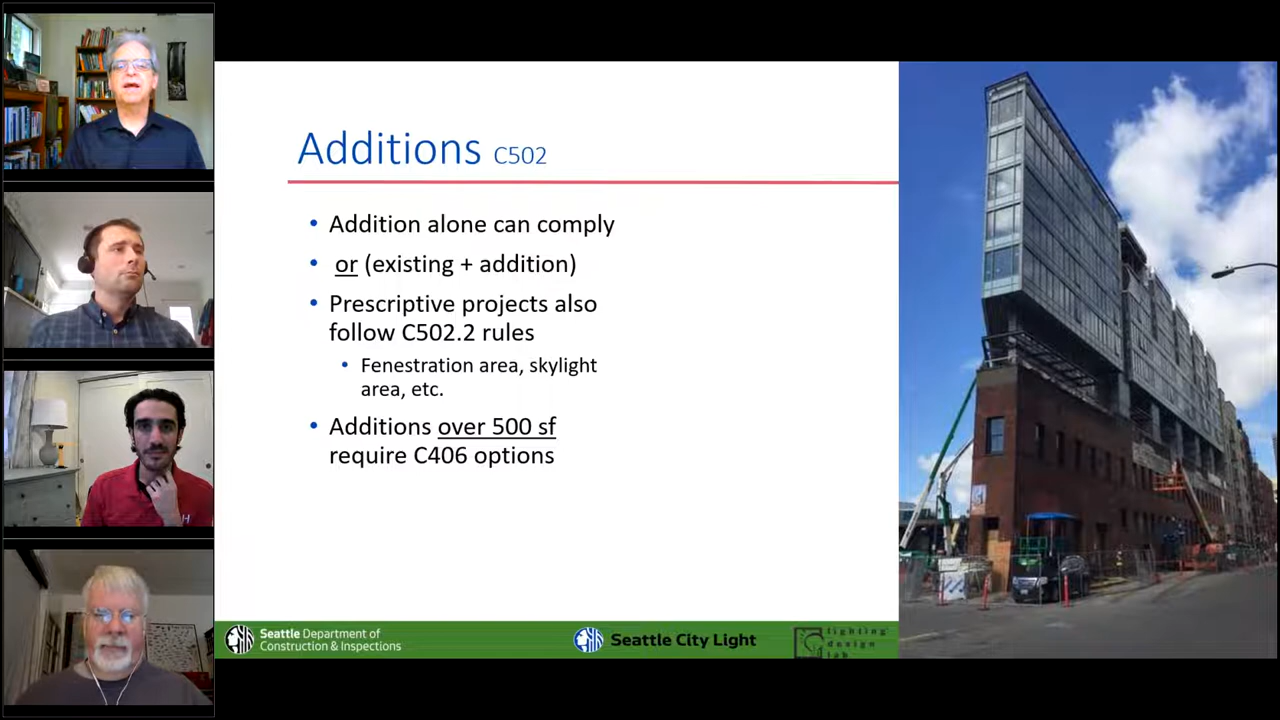 Additions C502
• Addition alone can comply
• or (existing + addition)
• Prescriptive projects also
follow C502.2 rules
• Fenestration area, skylight
area, etc.
• Additions over 500 sf
require C406 options
Seattle Department of
Construction & Inspections
Seattle City Light
lighting
design
lab